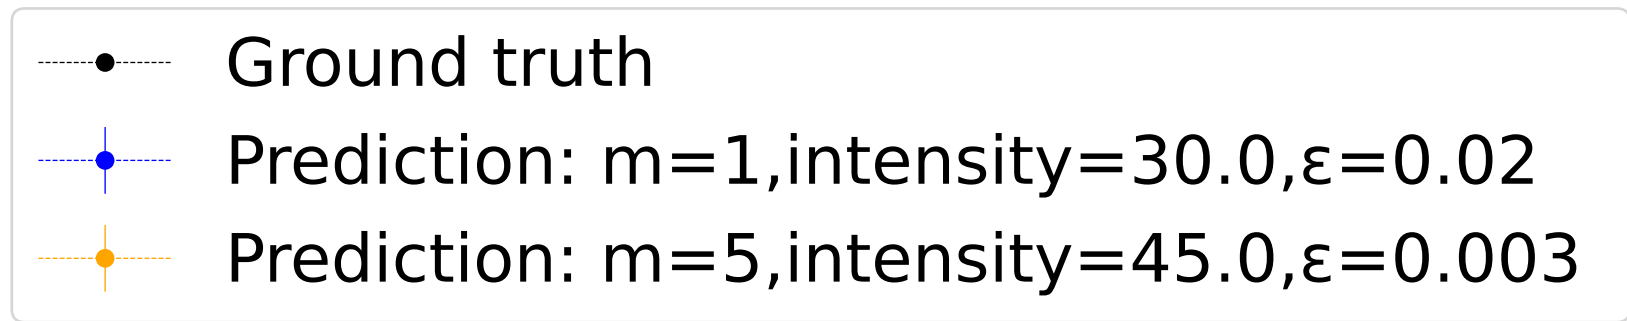 Ground truth
Prediction: m=1,intensity=30.0,ε=0.02
Prediction: m=5,intensity=45.0,ε=0.003